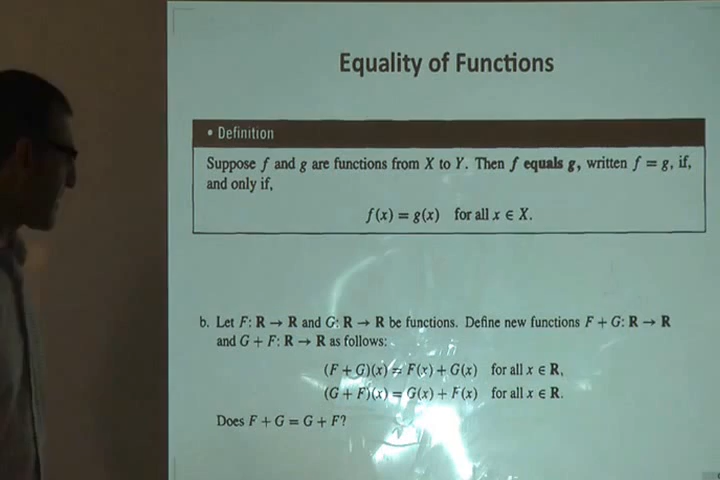 Equality of Functions
• Definition
Suppose f and g are functions from X to Y. Then f equals g, written f = g, if,
and only if,
f(x) = g(x) for all x ∈ X.
b. Let F: R → R and G: R → R be functions. Define new functions F + G: R → R
and G + F: R → R as follows:
(F + G)(x) = F(x) + G(x) for all x ∈ R,
(G + F)(x) = G(x) + F(x) for all x ∈ R.
Does F + G = G + F?